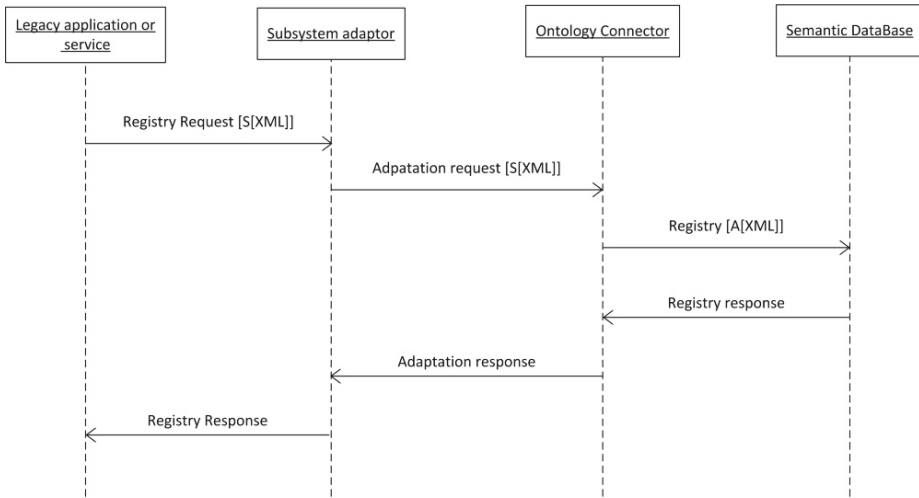 Legacy application or
service
Subsystem adaptor
Ontology Connector
Semantic DataBase
Registry Request [S[XML]]
Adpatation request [S[XML]]
Registry [A[XML]]
Registry response
Adaptation response
Registry Response